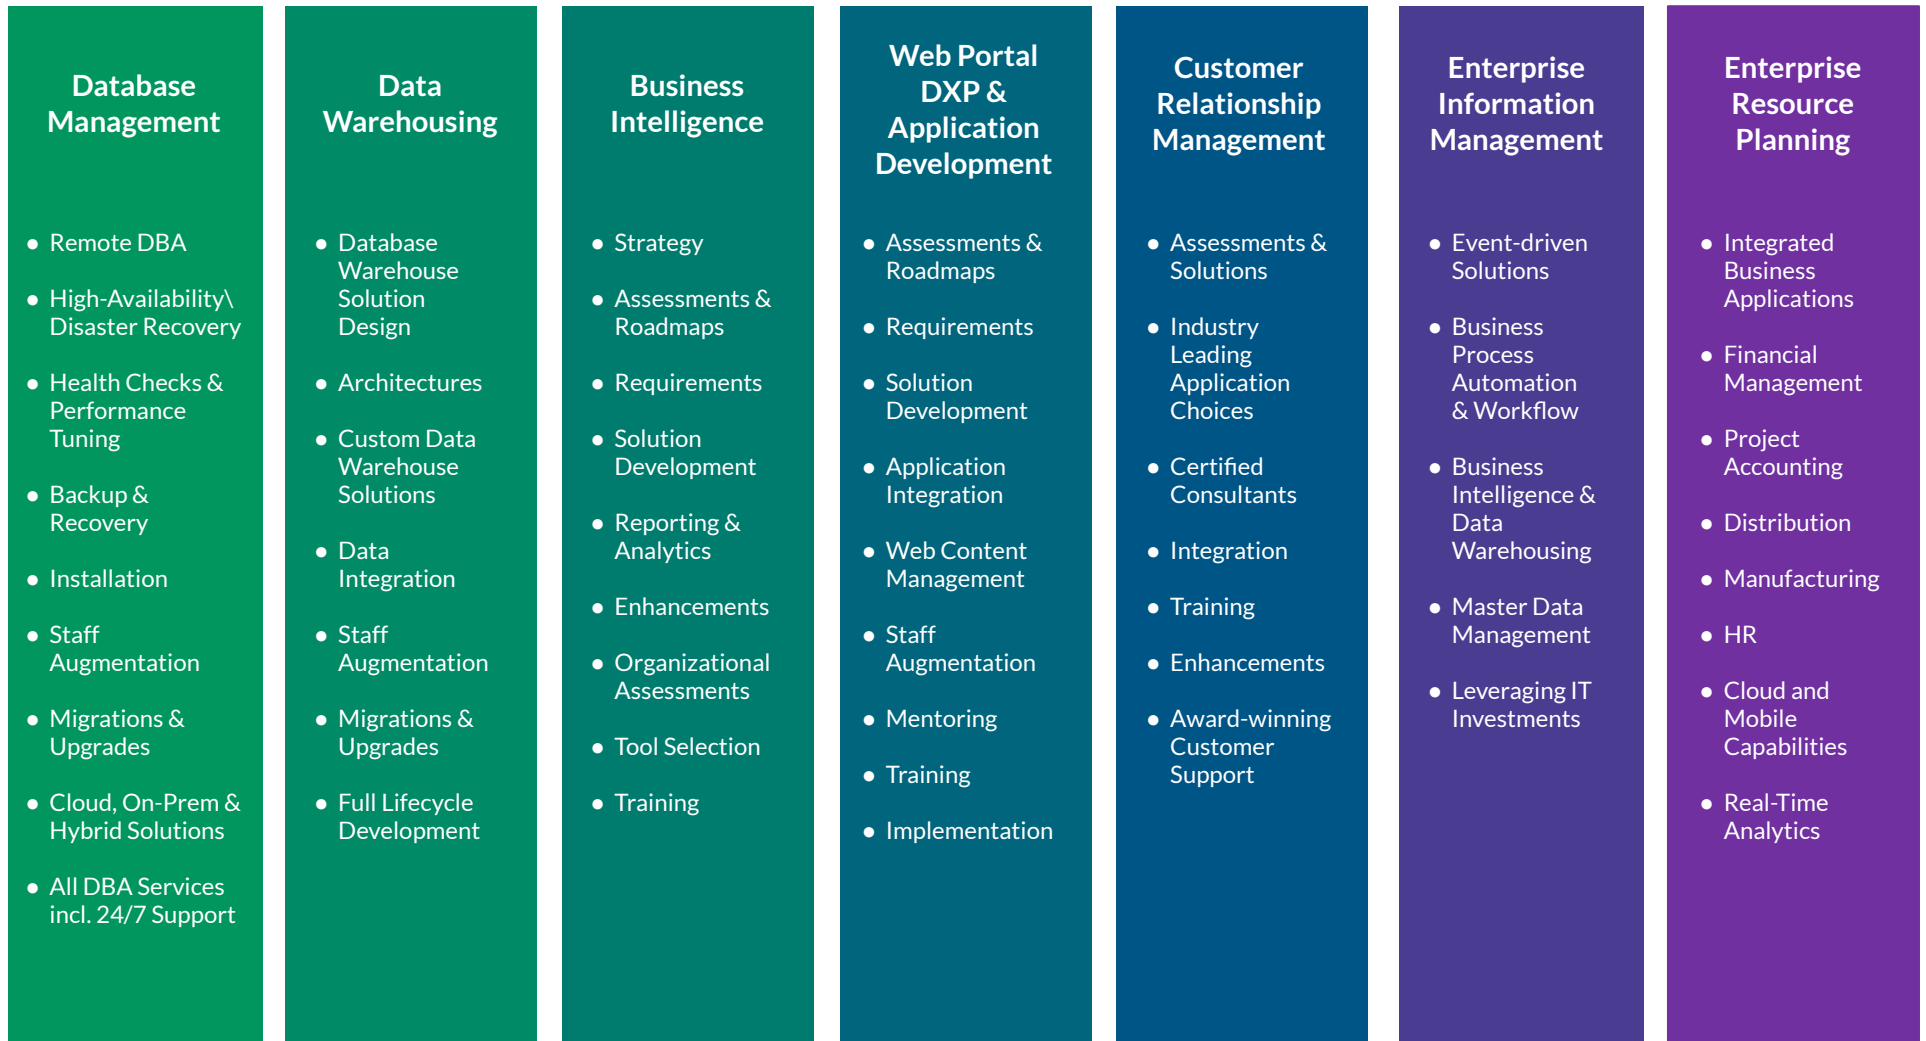 Database
Management
● Remote DBA
● High-Availability\
Disaster Recovery
● Health Checks &
Performance
Tuning
● Backup &
Recovery
● Installation
● Staff
Augmentation
● Migrations &
Upgrades
● Cloud, On-Prem &
Hybrid Solutions
● All DBA Services
incl. 24/7 Support
Data
Warehousing
● Database
Warehouse
Solution
Design
● Architectures
● Custom Data
Warehouse
Solutions
● Data
Integration
● Staff
Augmentation
● Migrations &
Upgrades
● Full Lifecycle
Development
Business
Intelligence
● Strategy
● Assessments &
Roadmaps
● Requirements
● Solution
Development
● Reporting &
Analytics
● Enhancements
● Organizational
Assessments
● Tool Selection
● Training
Web Portal
DXP &
Application
Development
● Assessments &
Roadmaps
● Requirements
● Solution
Development
● Application
Integration
● Web Content
Management
● Staff
Augmentation
● Mentoring
● Training
● Implementation
Customer
Relationship
Management
● Assessments &
Solutions
● Industry
Leading
Application
Choices
● Certified
Consultants
● Integration
● Training
● Enhancements
● Award-winning
Customer
Support
Enterprise
Information
Management
● Event-driven
Solutions
● Business
Process
Automation
& Workflow
● Business
Intelligence &
Data
Warehousing
● Master Data
Management
● Leveraging IT
Investments
Enterprise
Resource
Planning
● Integrated
Business
Applications
● Financial
Management
● Project
Accounting
● Distribution
● Manufacturing
● HR
● Cloud and
Mobile
Capabilities
● Real-Time
Analytics